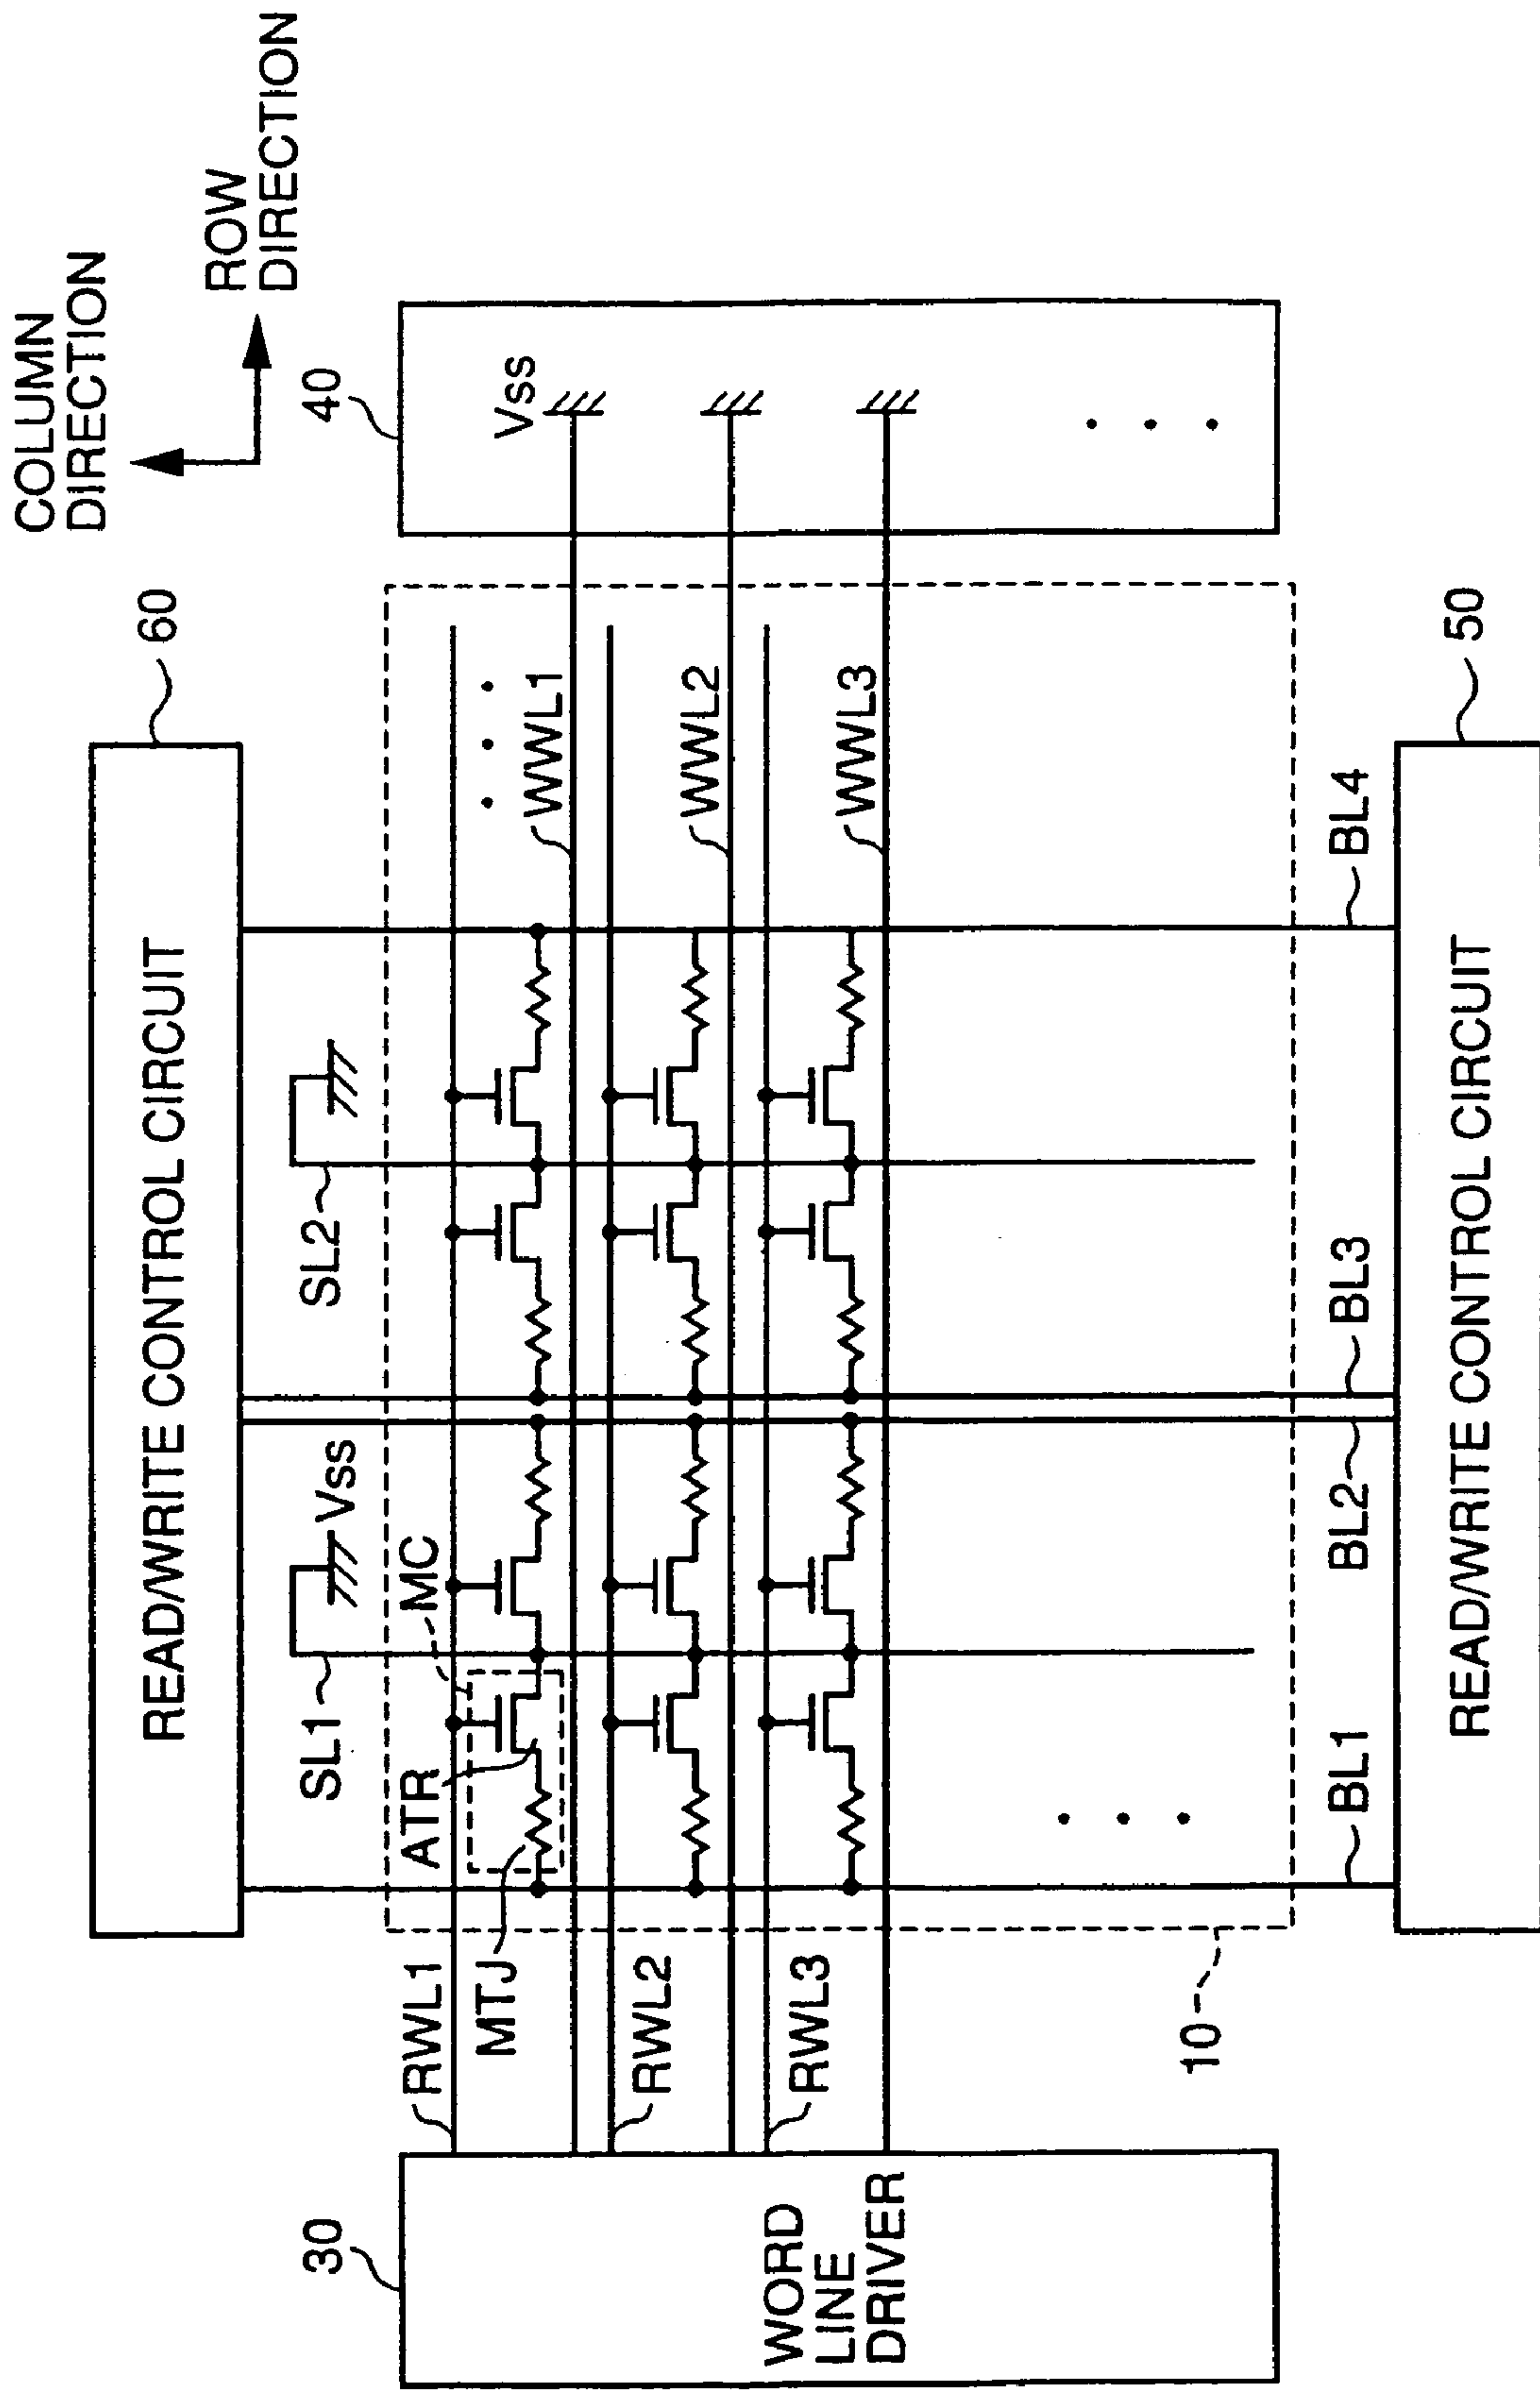 COLUMN
DIRECTION
ROW
DIRECTION
60
READ/WRITE CONTROL CIRCUIT
SL1
Vss
SL2
40
30
RWL1
ATR
MC
Vss
MTJ
WWL1
RWL2
WWL2
WORD
LINE
DRIVER
RWL3
WWL3
10
BL1
BL2
BL3
BL4
50
READ/WRITE CONTROL CIRCUIT